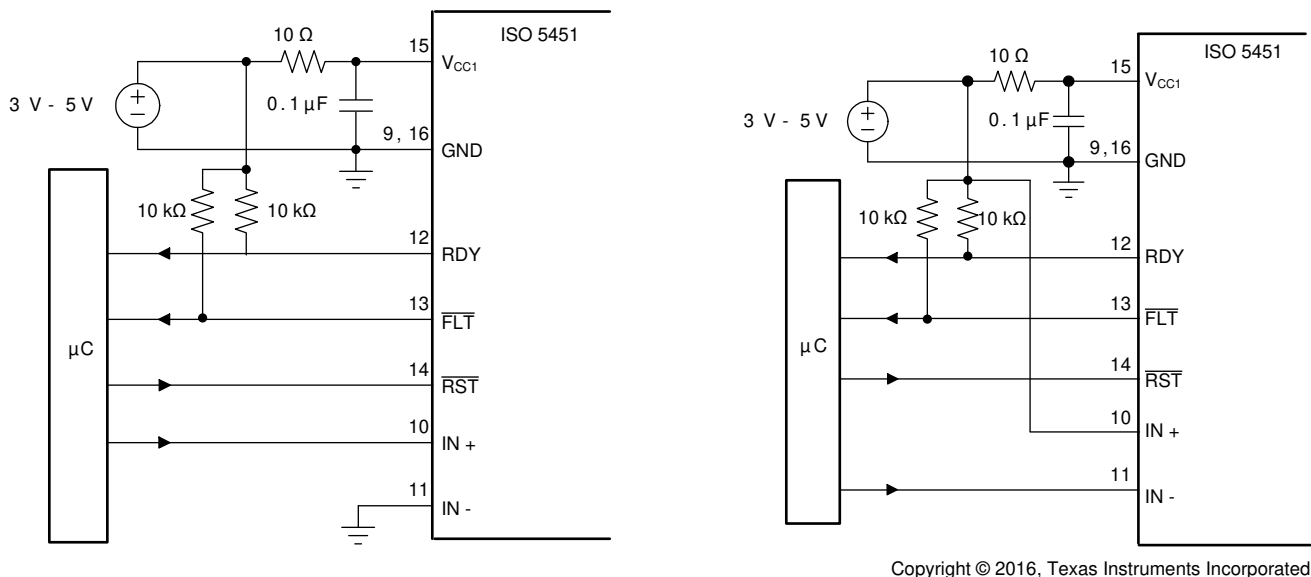 ISO 5451
10 Ω
15
VCC1
3 V - 5V
0.1 µF
9, 16
GND
10 kΩ
10 kΩ
12
RDY
13
FLT
µC
14
RST
10
IN +
11
IN -
ISO 5451
10 Ω
15
VCC1
3 V - 5V
0.1 µF
9, 16
GND
10 kΩ
10 kΩ
12
RDY
13
FLT
µC
14
RST
10
IN +
11
IN -
Copyright © 2016, Texas Instruments Incorporated